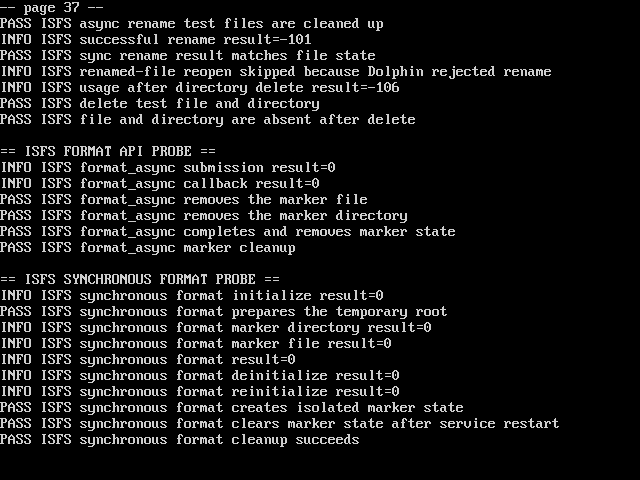 -- page 37 --
PASS ISFS async rename test files are cleaned up
INFO ISFS successful rename result=-101
PASS ISFS sync rename result matches file state
INFO ISFS renamed-file reopen skipped because Dolphin rejected rename
INFO ISFS usage after directory delete result=-106
PASS ISFS delete test file and directory
PASS ISFS file and directory are absent after delete

== ISFS FORMAT API PROBE ==
INFO ISFS format_async submission result=0
INFO ISFS format_async callback result=0
PASS ISFS format_async removes the marker file
PASS ISFS format_async removes the marker directory
PASS ISFS format_async completes and removes marker state
PASS ISFS format_async marker cleanup

== ISFS SYNCHRONOUS FORMAT PROBE ==
INFO ISFS synchronous format initialize result=0
PASS ISFS synchronous format prepares the temporary root
INFO ISFS synchronous format marker directory result=0
INFO ISFS synchronous format marker file result=0
INFO ISFS synchronous format result=0
INFO ISFS synchronous format deinitialize result=0
INFO ISFS synchronous format reinitialize result=0
PASS ISFS synchronous format creates isolated marker state
PASS ISFS synchronous format clears marker state after service restart
PASS ISFS synchronous format cleanup succeeds